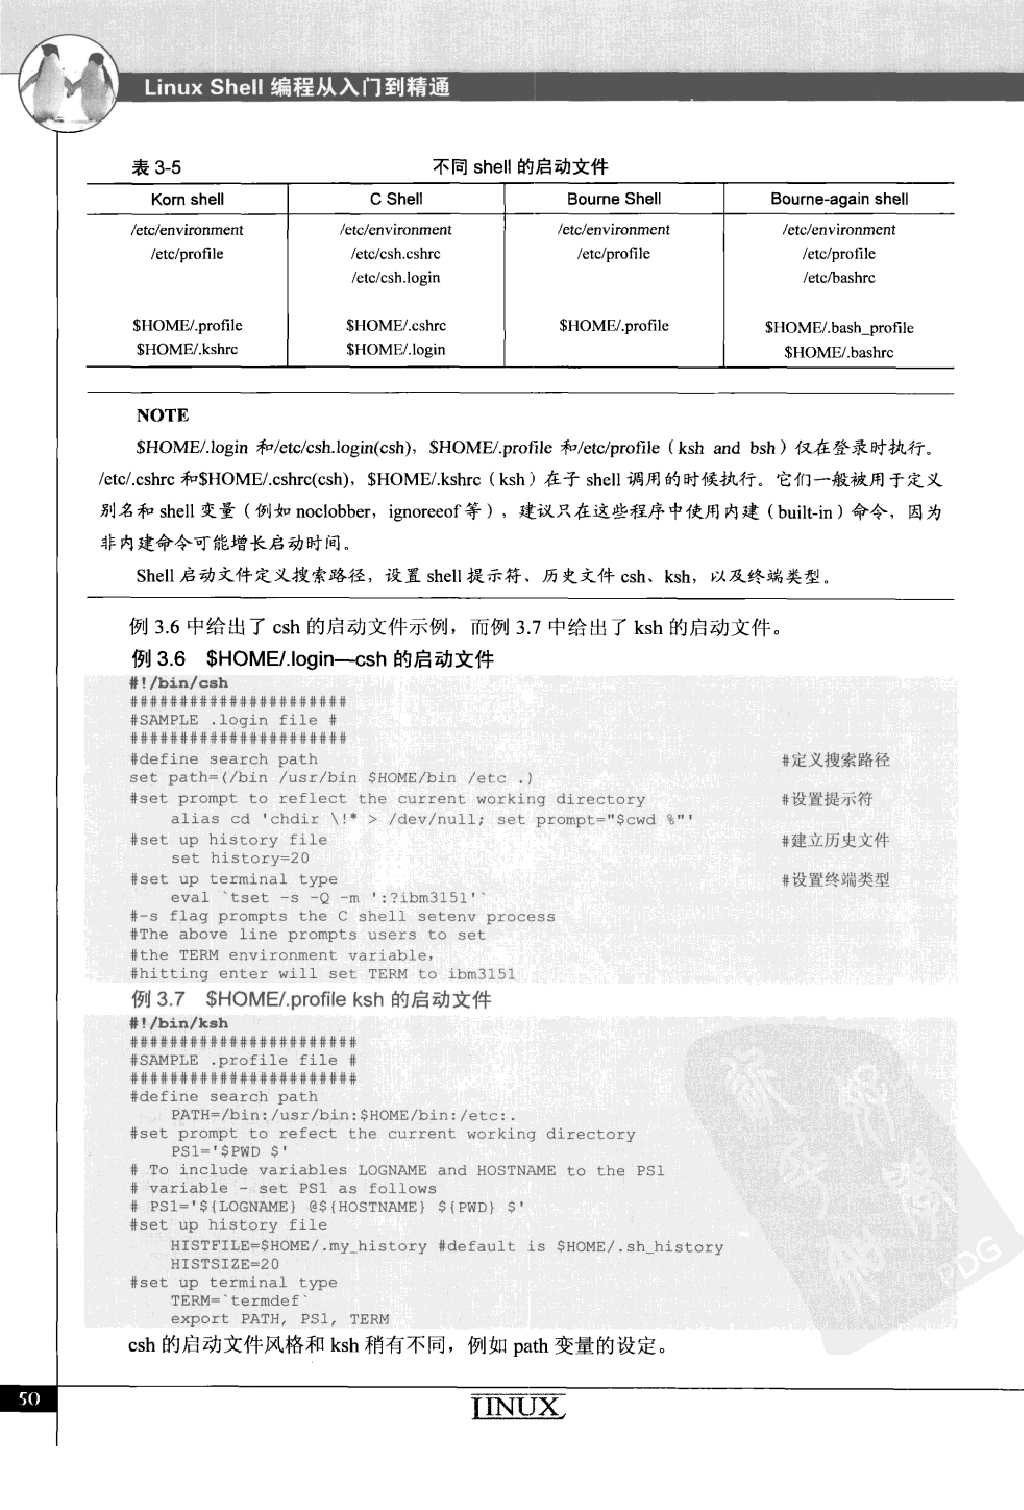 Linux Shell 编程从入门到精通
表 3-5 不同 shell 的启动文件
Korn shell C Shell Bourne Shell Bourne-again shell
/etc/environment /etc/environment /etc/environment /etc/environment
/etc/profile /etc/csh.cshrc /etc/profile /etc/profile
/etc/csh.login /etc/bashrc
$HOME/.profile $HOME/.cshrc $HOME/.profile $HOME/.bash_profile
$HOME/.kshrc $HOME/.login $HOME/.bashrc
NOTE
$HOME/.login 和/etc/csh.login(csh)，$HOME/.profile 和/etc/profile（ksh and bsh）仅在登录时执行。
/etc/.cshrc 和$HOME/.cshrc(csh)，$HOME/.kshrc（ksh）在子 shell 调用的时候执行。它们一般被用于定义
别名和 shell 变量（例如 noclobber，ignoreeof 等）。建议只在这些程序中使用内建（built-in）命令，因为
非内建命令可能增长启动时间。
Shell 启动文件定义搜索路径，设置 shell 提示符、历史文件 csh、ksh，以及终端类型。
例 3.6 中给出了 csh 的启动文件示例，而例 3.7 中给出了 ksh 的启动文件。
例 3.6 $HOME/.login—csh 的启动文件
#!/bin/csh
######################
#SAMPLE .login file #
######################
#define search path #定义搜索路径
set path=(/bin /usr/bin $HOME/bin /etc .)
#set prompt to reflect the current working directory #设置提示符
alias cd 'chdir \!* > /dev/null; set prompt="$cwd %"'
#set up history file #建立历史文件
set history=20
#set up terminal type #设置终端类型
eval `tset -s -Q -m ':?ibm3151'`
#-s flag prompts the C shell setenv process
#The above line prompts users to set
#the TERM environment variable，
#hitting enter will set TERM to ibm3151
例 3.7 $HOME/.profile ksh 的启动文件
#!/bin/ksh
#######################
#SAMPLE .profile file #
#######################
#define search path
PATH=/bin:/usr/bin:$HOME/bin:/etc:.
#set prompt to refect the current working directory
PS1='$PWD $'
# To include variables LOGNAME and HOSTNAME to the PS1
# variable - set PS1 as follows
# PS1='${LOGNAME} @${HOSTNAME} ${PWD} $'
#set up history file
HISTFILE=$HOME/.my_history #default is $HOME/.sh_history
HISTSIZE=20
#set up terminal type
TERM=`termdef`
export PATH, PS1, TERM
PDG
csh 的启动文件风格和 ksh 稍有不同，例如 path 变量的设定。
50
LINUX